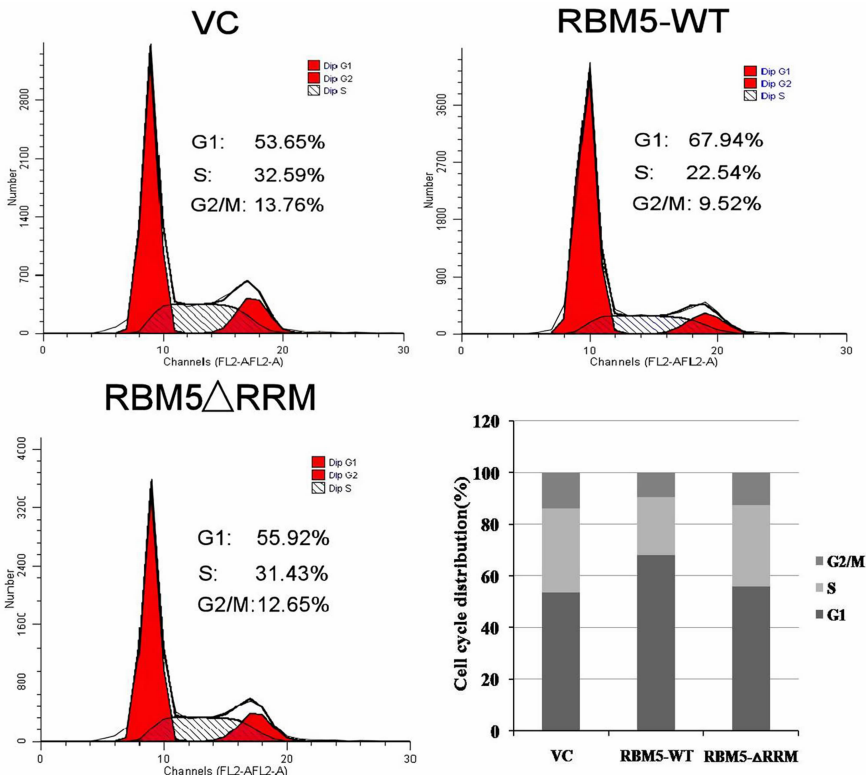 VC
Dip G1
Dip G2
Dip S
G1: 53.65%
S: 32.59%
G2/M: 13.76%
Number
2800
2100
1400
700
0
0 10 20 30
Channels (FL2-AFL2-A)
RBM5-WT
Dip G1
Dip G2
Dip S
G1: 67.94%
S: 22.54%
G2/M: 9.52%
Number
3600
2700
1800
900
0
0 10 20 30
Channels (FL2-AFL2-A)
RBM5△RRM
Dip G1
Dip G2
Dip S
G1: 55.92%
S: 31.43%
G2/M:12.65%
Number
4000
3200
2400
1600
800
0
0 10 20 30
Channels (FL2-AFL2-A)
Cell cycle distribution(%)
120
100
80
60
40
20
0
G2/M
S
G1
VC RBM5-WT RBM5-ΔRRM